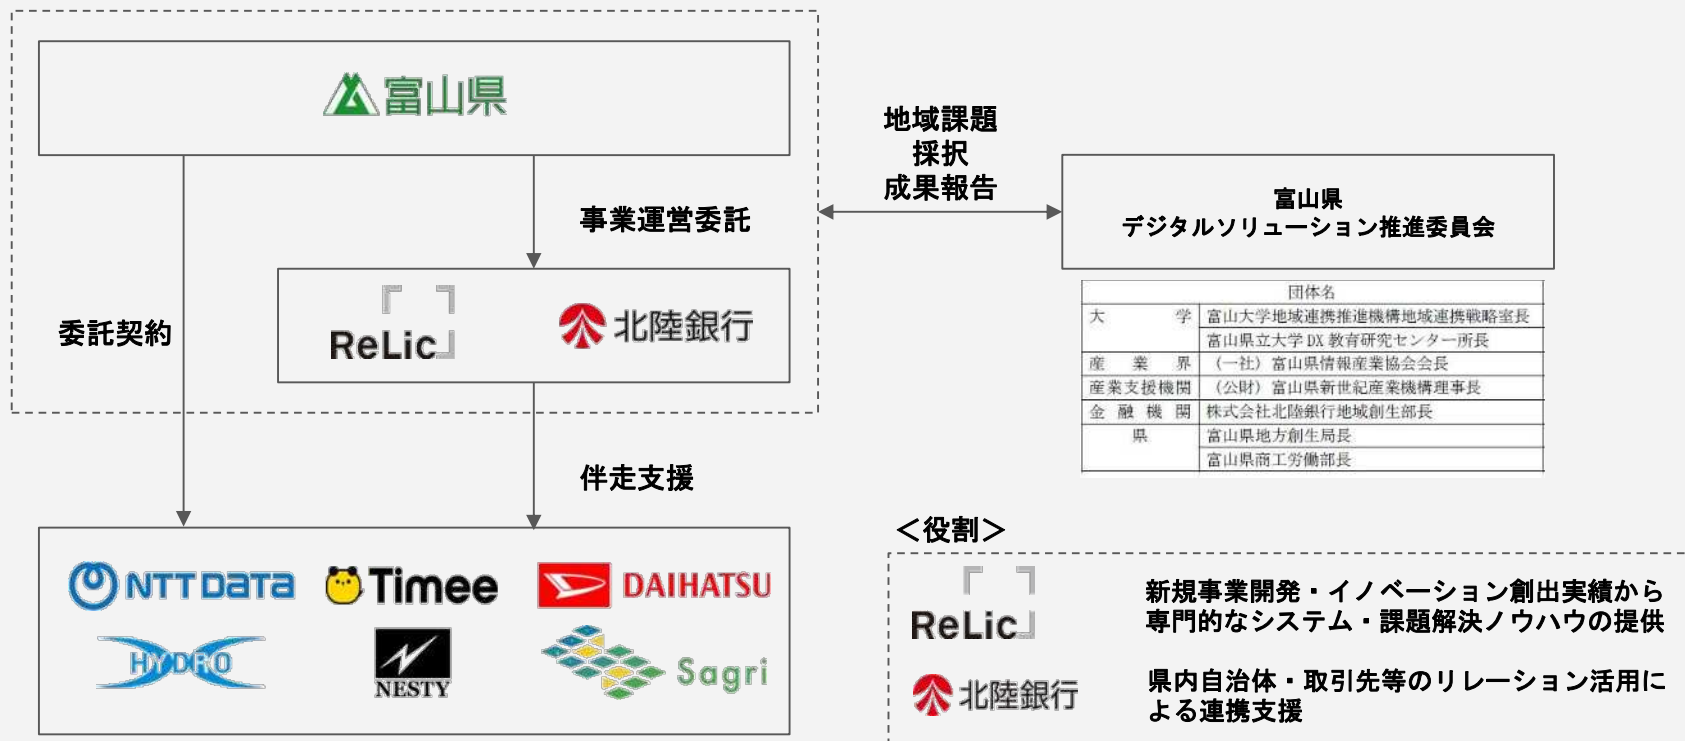 富山県
事業運営委託
委託契約
ReLic
北陸銀行
伴走支援
NTT DATA
Timee
DAIHATSU
HYDRO
NESTY
Sagri
地域課題
採択
成果報告
富山県
デジタルソリューション推進委員会
団体名
大学 富山大学地域連携推進機構地域連携戦略室長
富山県立大学 DX 教育研究センター所長
産業界 (一社)富山県情報産業協会会長
産業支援機関 (公財)富山県新世紀産業機構理事長
金融機関 株式会社北陸銀行地域創生部長
県 富山県地方創生局長
富山県商工労働部長
<役割>
ReLic
新規事業開発・イノベーション創出実績から
専門的なシステム・課題解決ノウハウの提供
北陸銀行
県内自治体・取引先等のリレーション活用に
よる連携支援